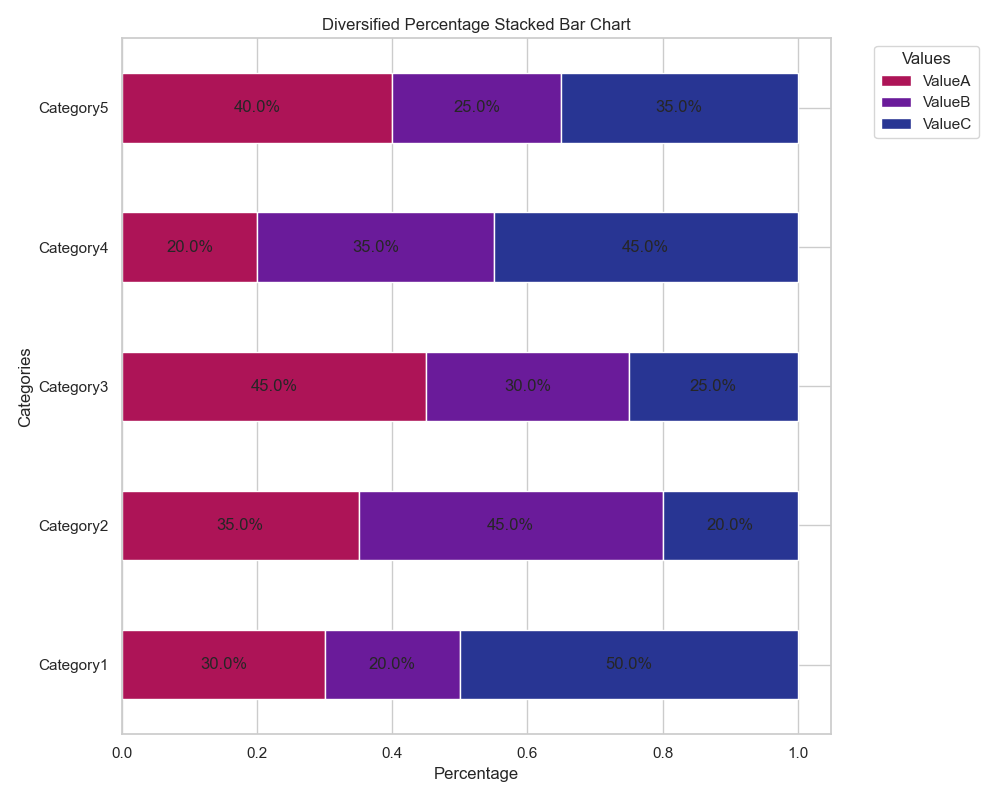 Diversified Percentage Stacked Bar Chart
Values
ValueA
ValueB
ValueC
Category5
40.0% 25.0% 35.0%
Category4
20.0% 35.0% 45.0%
Categories
Category3
45.0% 30.0% 25.0%
Category2
35.0% 45.0% 20.0%
Category1
30.0% 20.0% 50.0%
0.0 0.2 0.4 0.6 0.8 1.0
Percentage